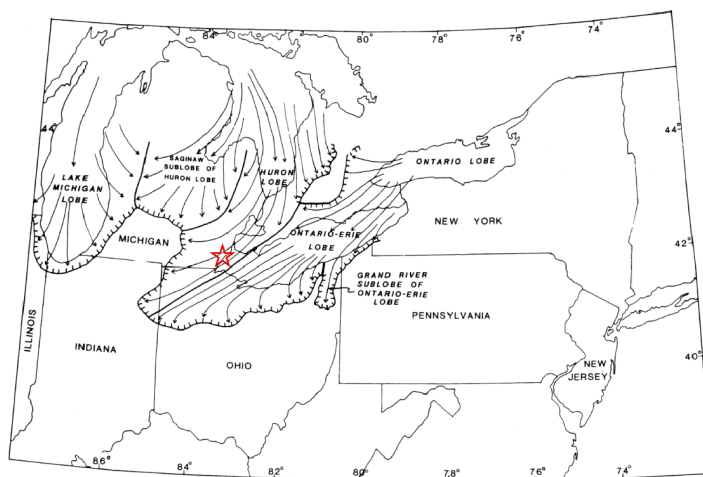 84°
80°
78°
76°
74°
44°
44°
SAGINAW
SUBLOBE OF
HURON LOBE
HURON
LOBE
ONTARIO LOBE
LAKE
MICHIGAN
LOBE
MICHIGAN
ONTARIO-ERIE
LOBE
NEW YORK
42°
GRAND RIVER
SUBLOBE OF
ONTARIO-ERIE
LOBE
PENNSYLVANIA
ILLINOIS
INDIANA
OHIO
NEW
JERSEY
40°
86°
84°
82°
80°
78°
76°
74°